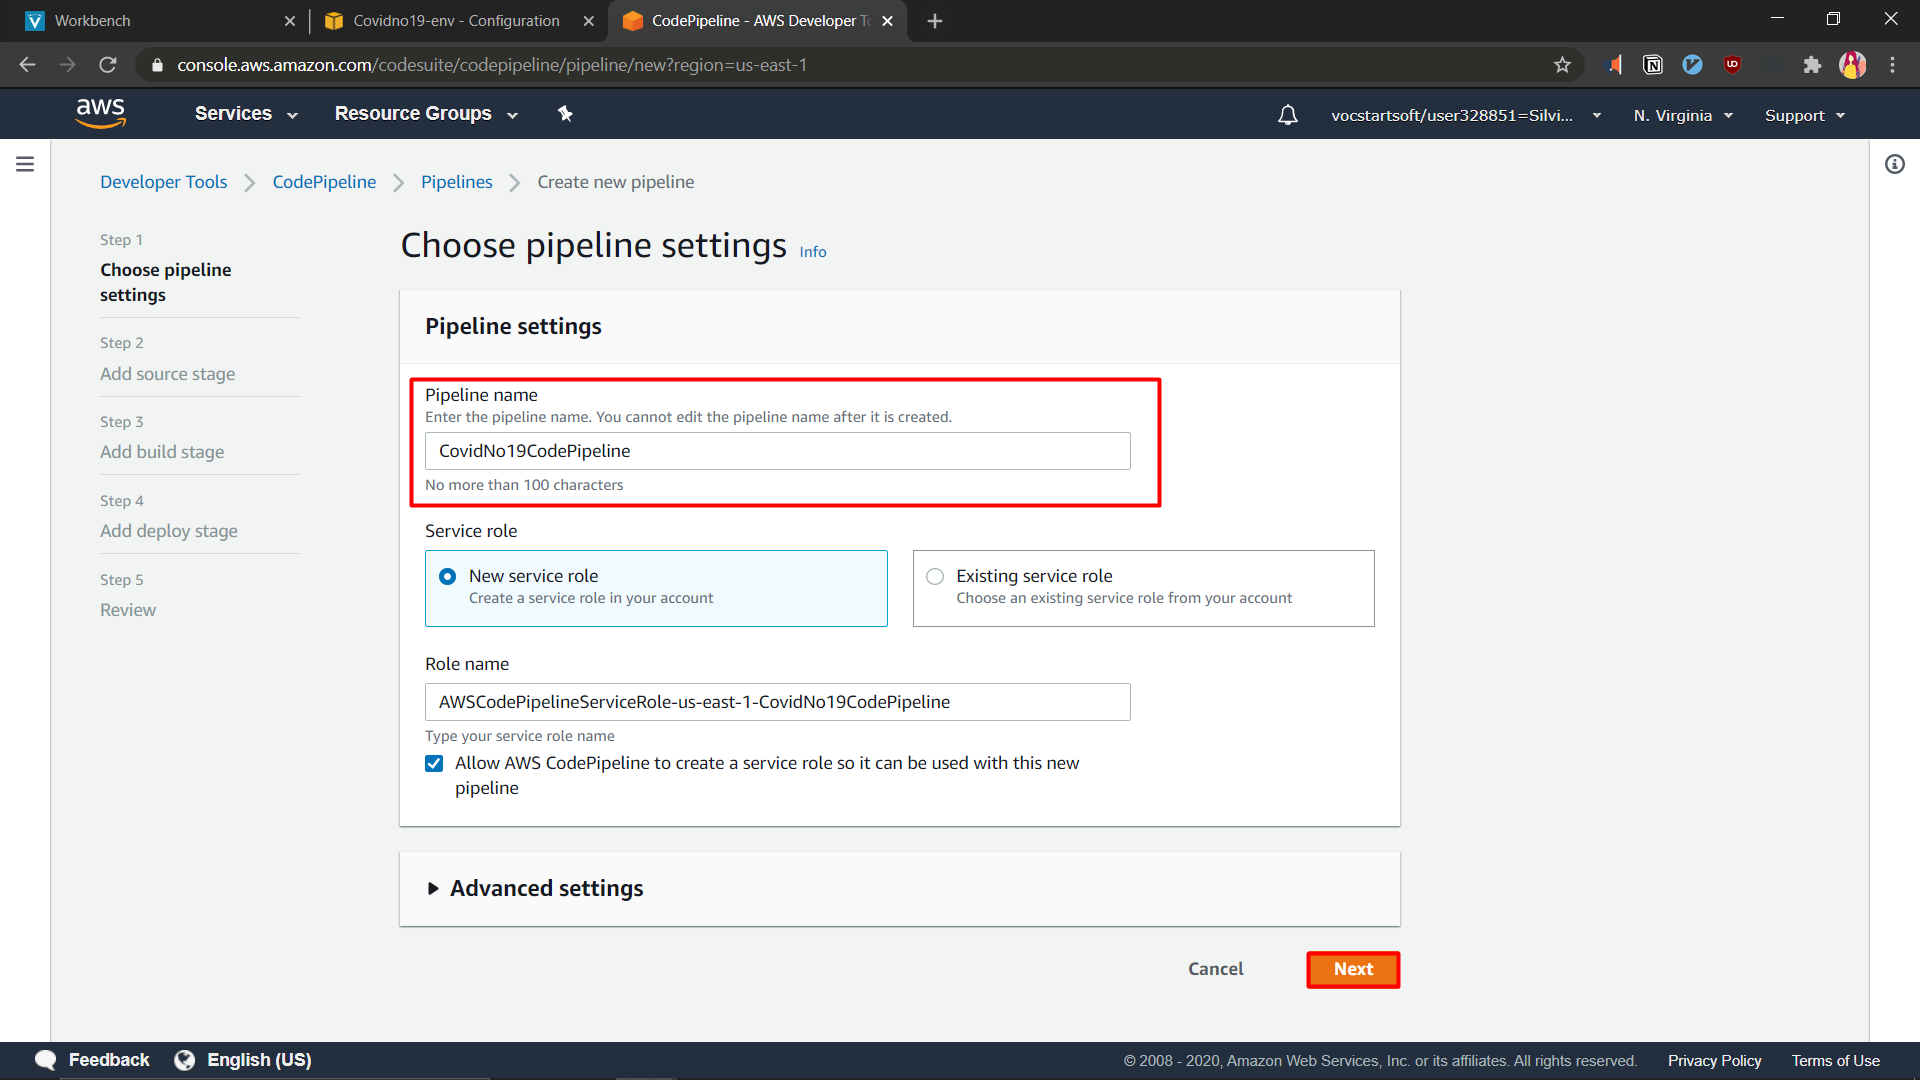 Workbench
Covidno19-env - Configuration
CodePipeline - AWS Developer To
console.aws.amazon.com/codesuite/codepipeline/pipeline/new?region=us-east-1
aws
Services
Resource Groups
vocstartsoft/user328851=Silvi...
N. Virginia
Support
Developer Tools
CodePipeline
Pipelines
Create new pipeline
Step 1
Choose pipeline
settings
Step 2
Add source stage
Step 3
Add build stage
Step 4
Add deploy stage
Step 5
Review
Choose pipeline settings Info
Pipeline settings
Pipeline name
Enter the pipeline name. You cannot edit the pipeline name after it is created.
CovidNo19CodePipeline
No more than 100 characters
Service role
New service role
Create a service role in your account
Existing service role
Choose an existing service role from your account
Role name
AWSCodePipelineServiceRole-us-east-1-CovidNo19CodePipeline
Type your service role name
Allow AWS CodePipeline to create a service role so it can be used with this new
pipeline
Advanced settings
Cancel
Next
Feedback
English (US)
© 2008 - 2020, Amazon Web Services, Inc. or its affiliates. All rights reserved.
Privacy Policy
Terms of Use